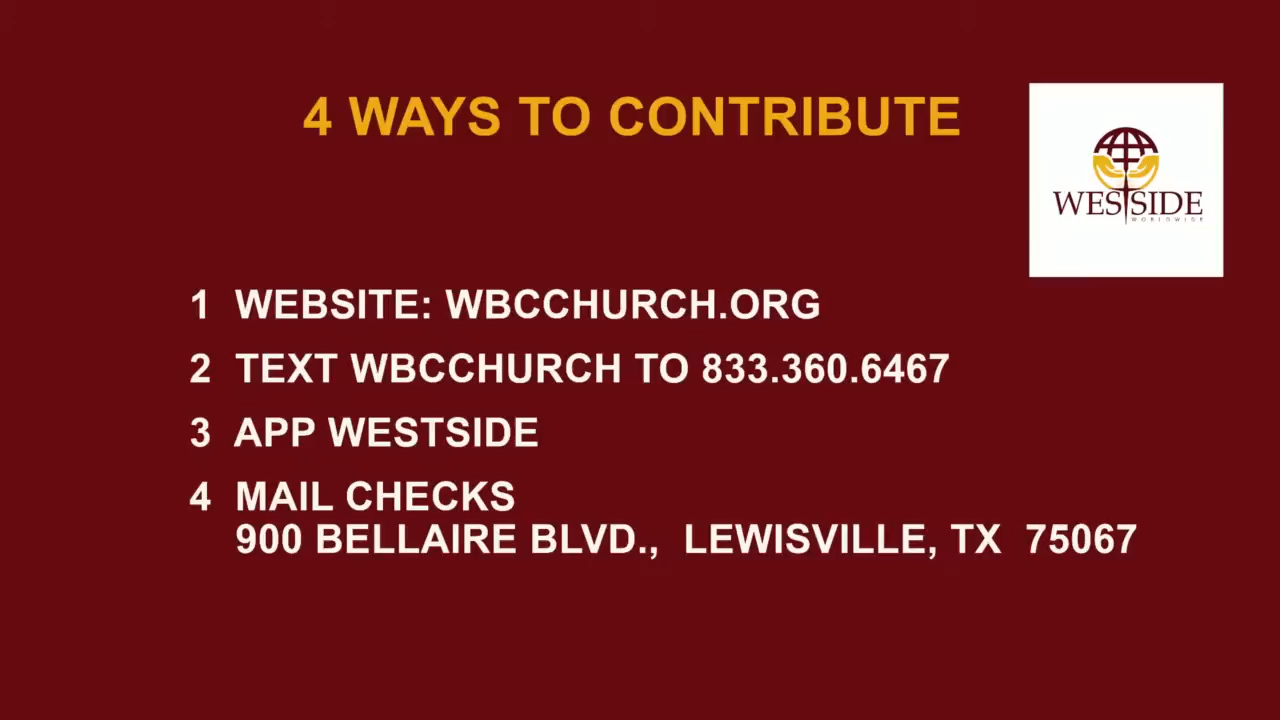 4 WAYS TO CONTRIBUTE
WESTSIDE
WORLDWIDE
1 WEBSITE: WBCCHURCH.ORG
2 TEXT WBCCHURCH TO 833.360.6467
3 APP WESTSIDE
4 MAIL CHECKS
900 BELLAIRE BLVD., LEWISVILLE, TX 75067